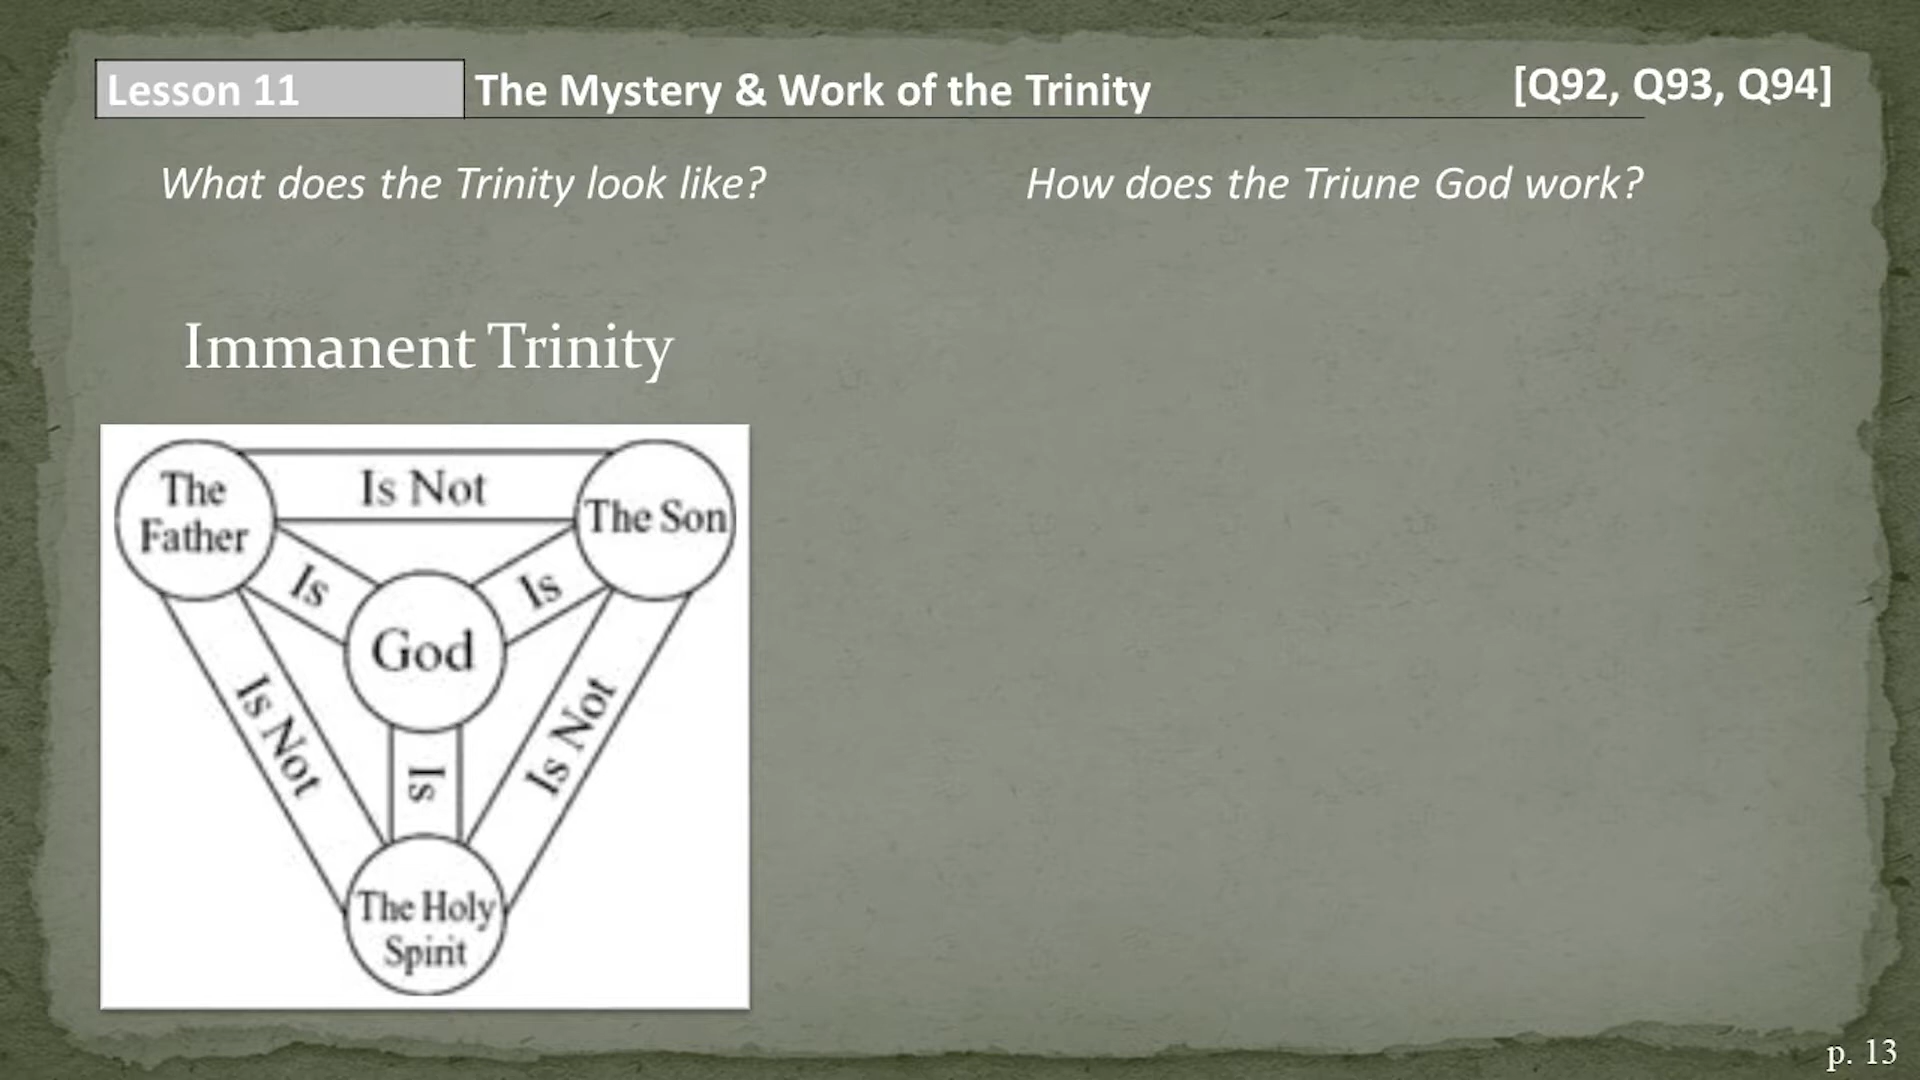 Lesson 11
The Mystery & Work of the Trinity
[Q92, Q93, Q94]
What does the Trinity look like?
How does the Triune God work?
Immanent Trinity
The
Father
Is Not
The Son
Is
Is
God
Is Not
Is
Is Not
The Holy
Spirit
p. 13